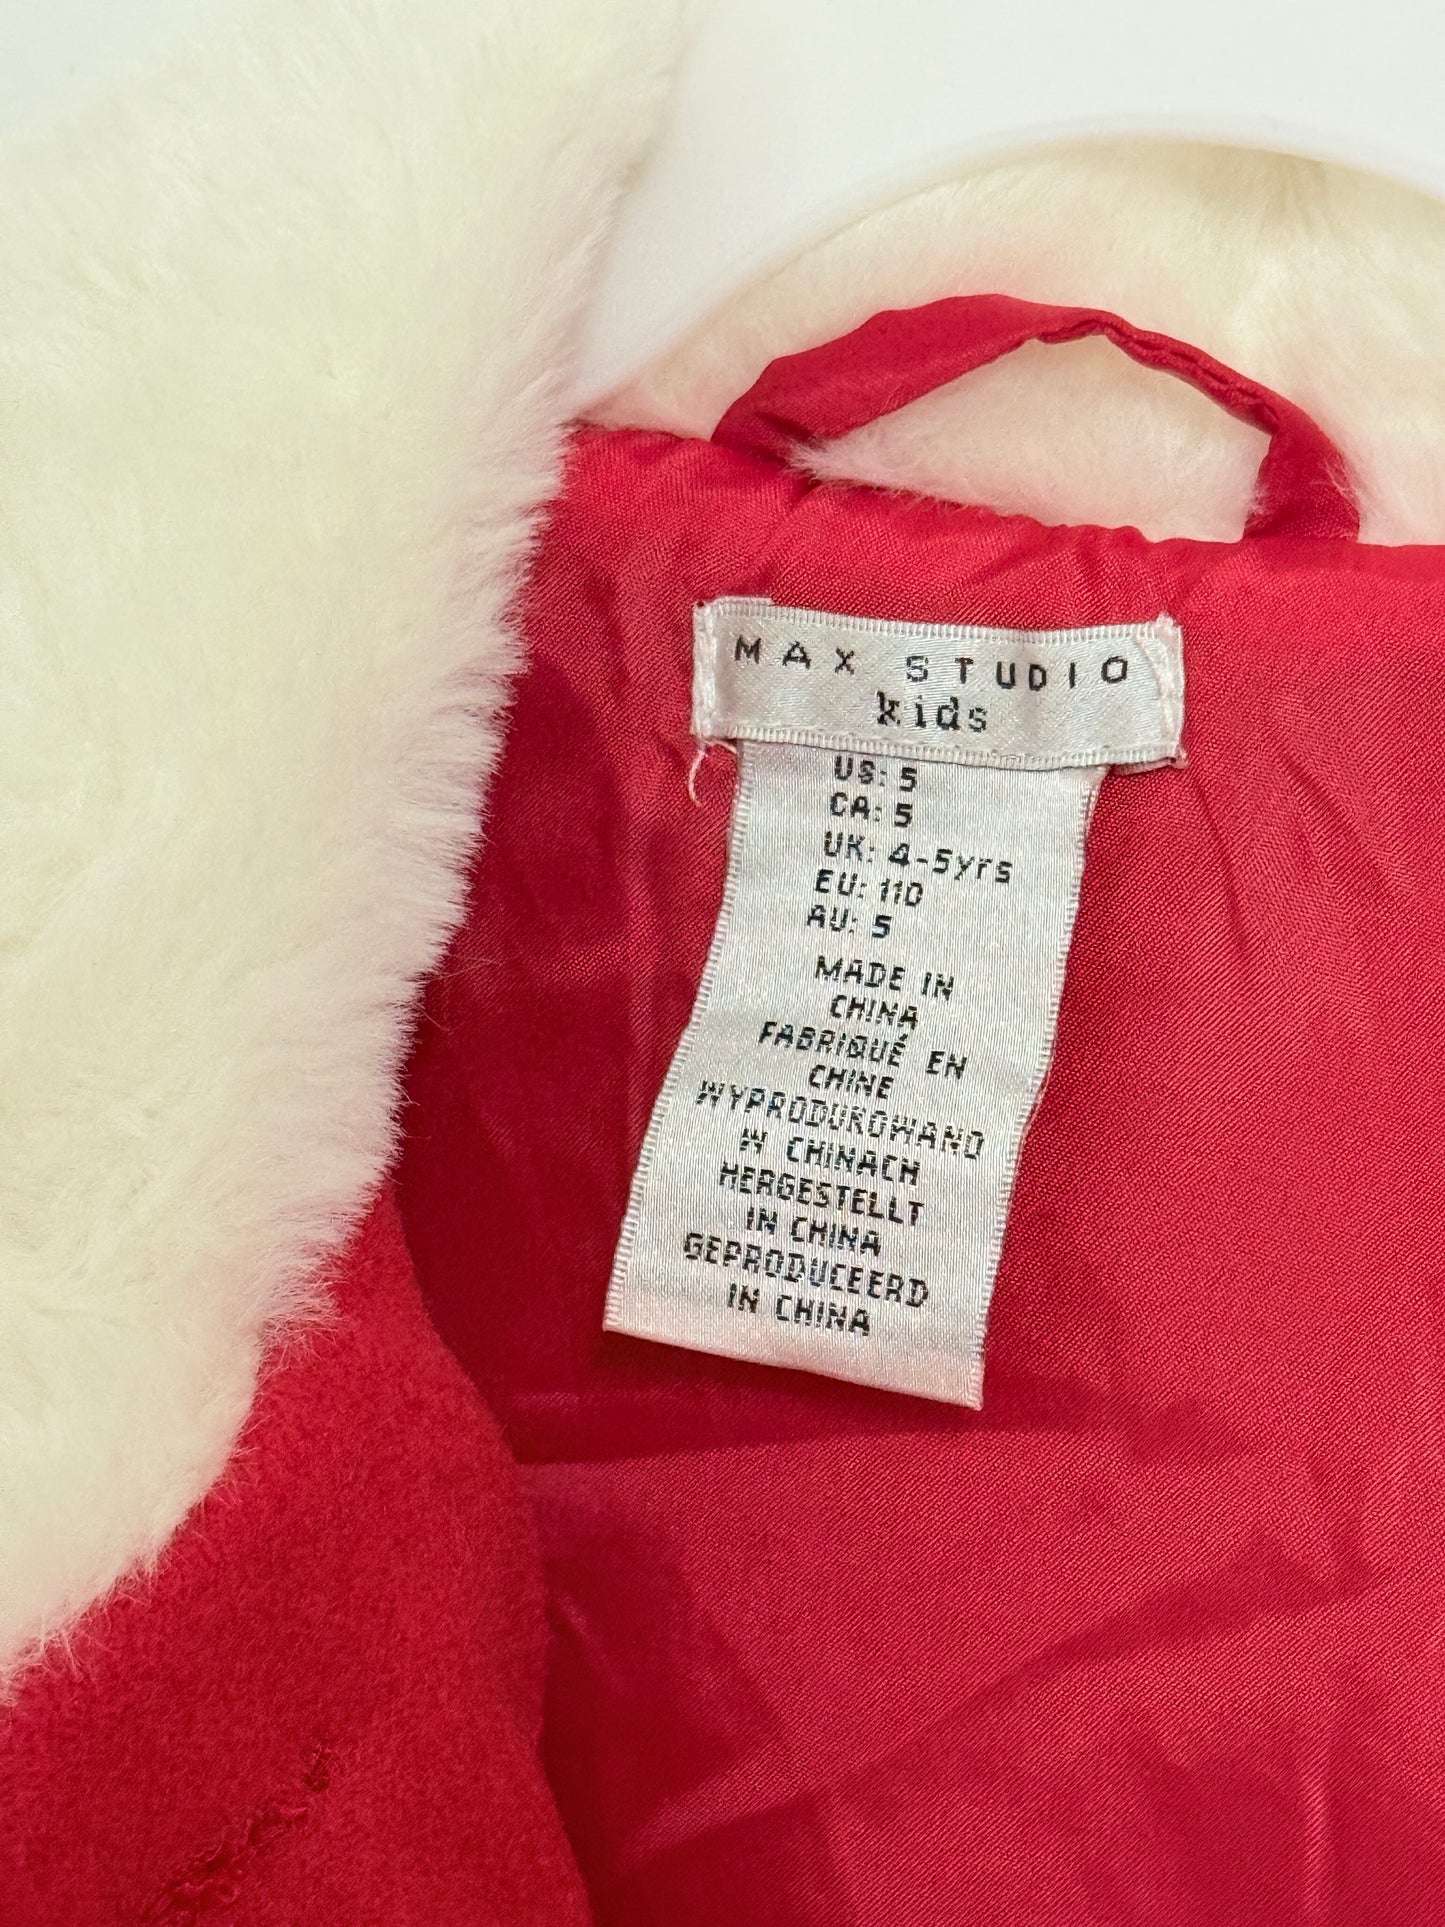 MAX STUDIO
kids
US: 5
CA: 5
UK: 4-5yrs
EU: 110
AU: 5
MADE IN
CHINA
FABRIQUÉ EN
CHINE
WYPRODUKOWANO
W CHINACH
HERGESTELLT
IN CHINA
GEPRODUCEERD
IN CHINA